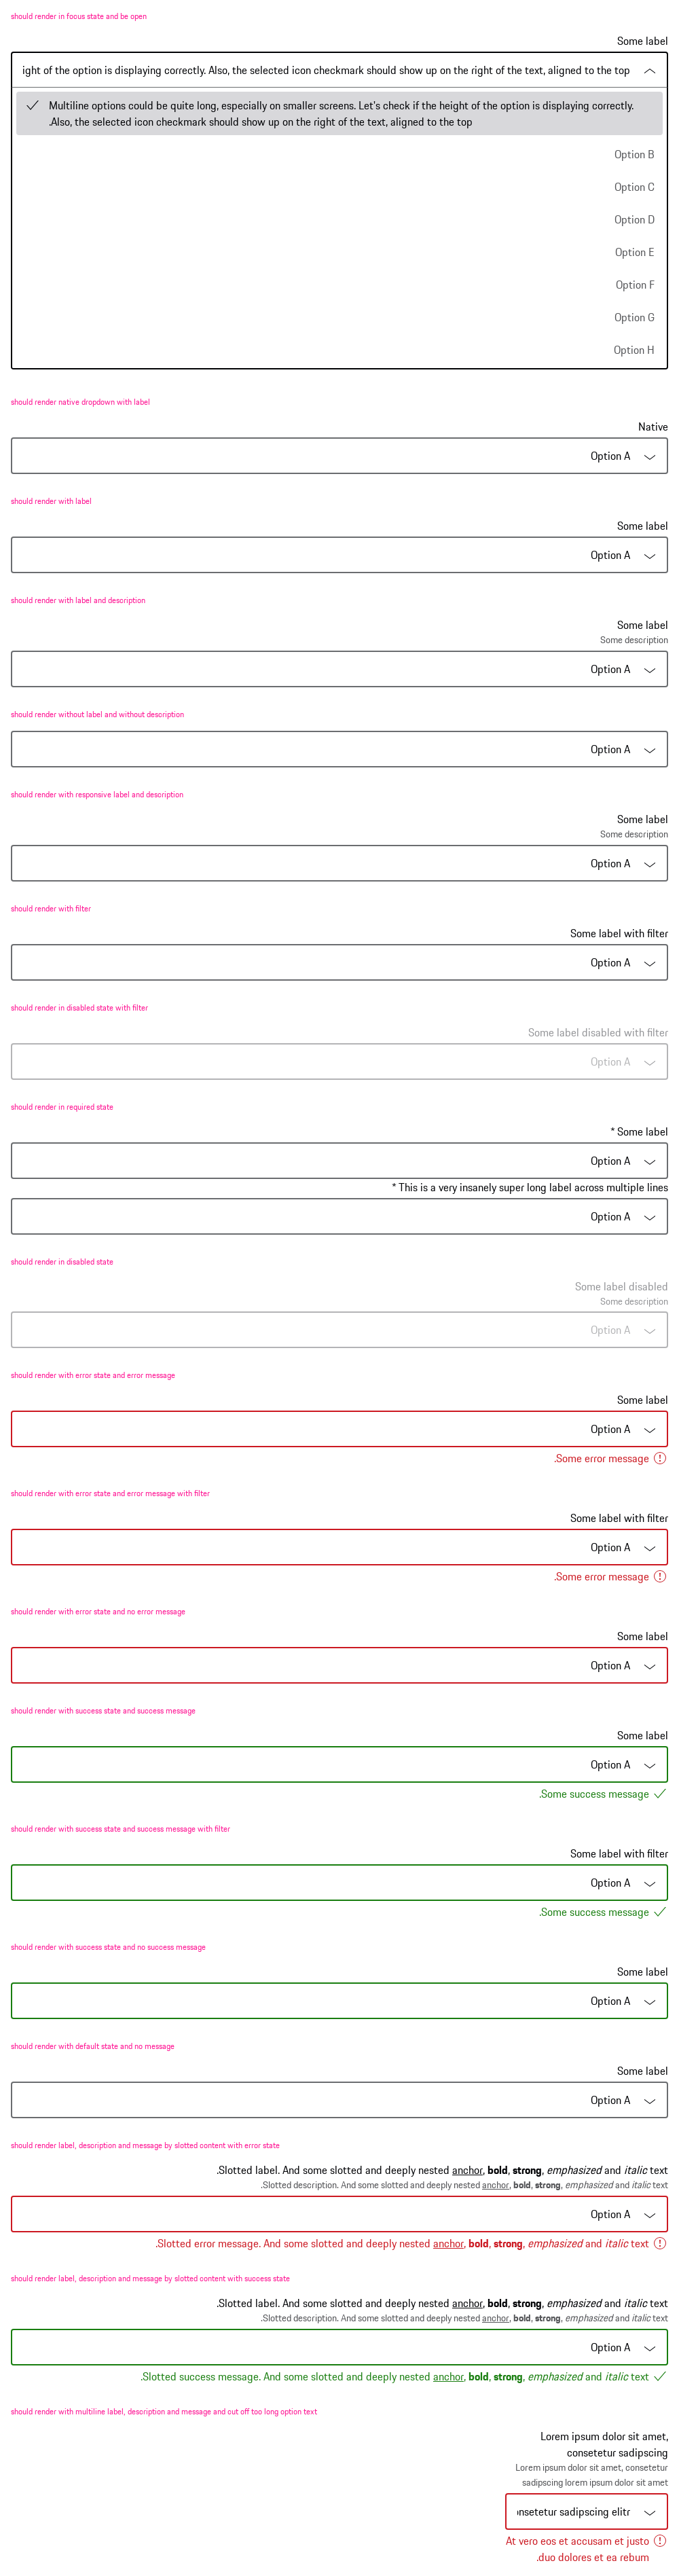 should render in focus state and be open
Some label
ight of the option is displaying correctly. Also, the selected icon checkmark should show up on the right of the text, aligned to the top
Multiline options could be quite long, especially on smaller screens. Let's check if the height of the option is displaying correctly.
.Also, the selected icon checkmark should show up on the right of the text, aligned to the top
Option B
Option C
Option D
Option E
Option F
Option G
Option H
should render native dropdown with label
Native
Option A
should render with label
Some label
Option A
should render with label and description
Some label
Some description
Option A
should render without label and without description
Option A
should render with responsive label and description
Some label
Some description
Option A
should render with filter
Some label with filter
Option A
should render in disabled state with filter
Some label disabled with filter
Option A
should render in required state
* Some label
Option A
* This is a very insanely super long label across multiple lines
Option A
should render in disabled state
Some label disabled
Some description
Option A
should render with error state and error message
Some label
Option A
.Some error message
should render with error state and error message with filter
Some label with filter
Option A
.Some error message
should render with error state and no error message
Some label
Option A
should render with success state and success message
Some label
Option A
.Some success message
should render with success state and success message with filter
Some label with filter
Option A
.Some success message
should render with success state and no success message
Some label
Option A
should render with default state and no message
Some label
Option A
should render label, description and message by slotted content with error state
.Slotted label. And some slotted and deeply nested anchor, bold, strong, emphasized and italic text
.Slotted description. And some slotted and deeply nested anchor, bold, strong, emphasized and italic text
Option A
.Slotted error message. And some slotted and deeply nested anchor, bold, strong, emphasized and italic text
should render label, description and message by slotted content with success state
.Slotted label. And some slotted and deeply nested anchor, bold, strong, emphasized and italic text
.Slotted description. And some slotted and deeply nested anchor, bold, strong, emphasized and italic text
Option A
.Slotted success message. And some slotted and deeply nested anchor, bold, strong, emphasized and italic text
should render with multiline label, description and message and cut off too long option text
Lorem ipsum dolor sit amet,
consetetur sadipscing
Lorem ipsum dolor sit amet, consetetur
sadipscing lorem ipsum dolor sit amet
onsetetur sadipscing elitr
At vero eos et accusam et justo
.duo dolores et ea rebum